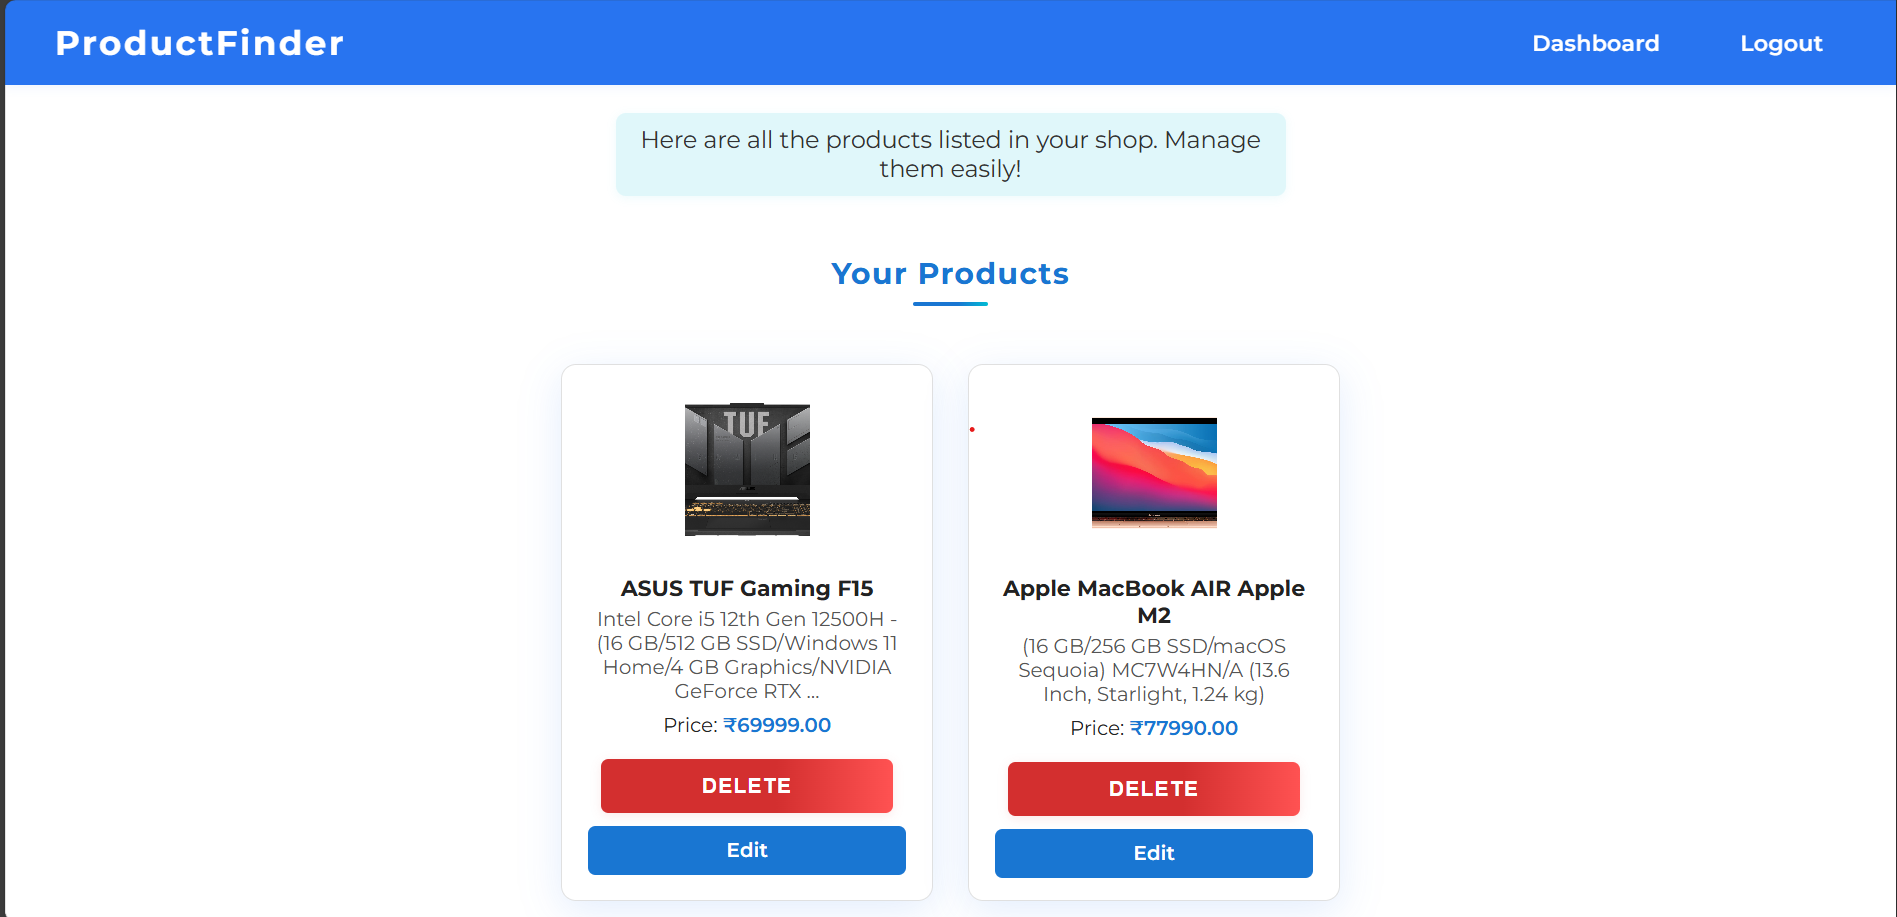 ProductFinder
Dashboard
Logout
Here are all the products listed in your shop. Manage
them easily!
Your Products
TUF
ASUS TUF Gaming F15
Intel Core i5 12th Gen 12500H -
(16 GB/512 GB SSD/Windows 11
Home/4 GB Graphics/NVIDIA
GeForce RTX ...
Price: ₹69999.00
DELETE
Edit
Apple MacBook AIR Apple
M2
(16 GB/256 GB SSD/macOS
Sequoia) MC7W4HN/A (13.6
Inch, Starlight, 1.24 kg)
Price: ₹77990.00
DELETE
Edit